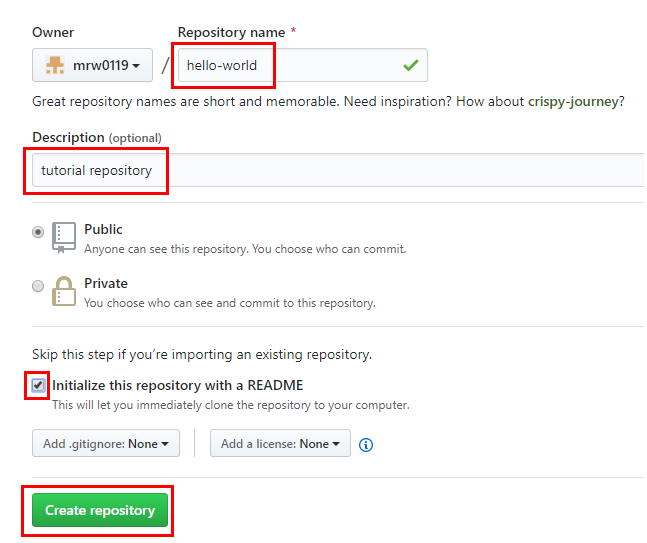 Owner Repository name *
mrw0119 / hello-world
Great repository names are short and memorable. Need inspiration? How about crispy-journey?
Description (optional)
tutorial repository
Public
Anyone can see this repository. You choose who can commit.
Private
You choose who can see and commit to this repository.
Skip this step if you’re importing an existing repository.
Initialize this repository with a README
This will let you immediately clone the repository to your computer.
Add .gitignore: None Add a license: None
Create repository